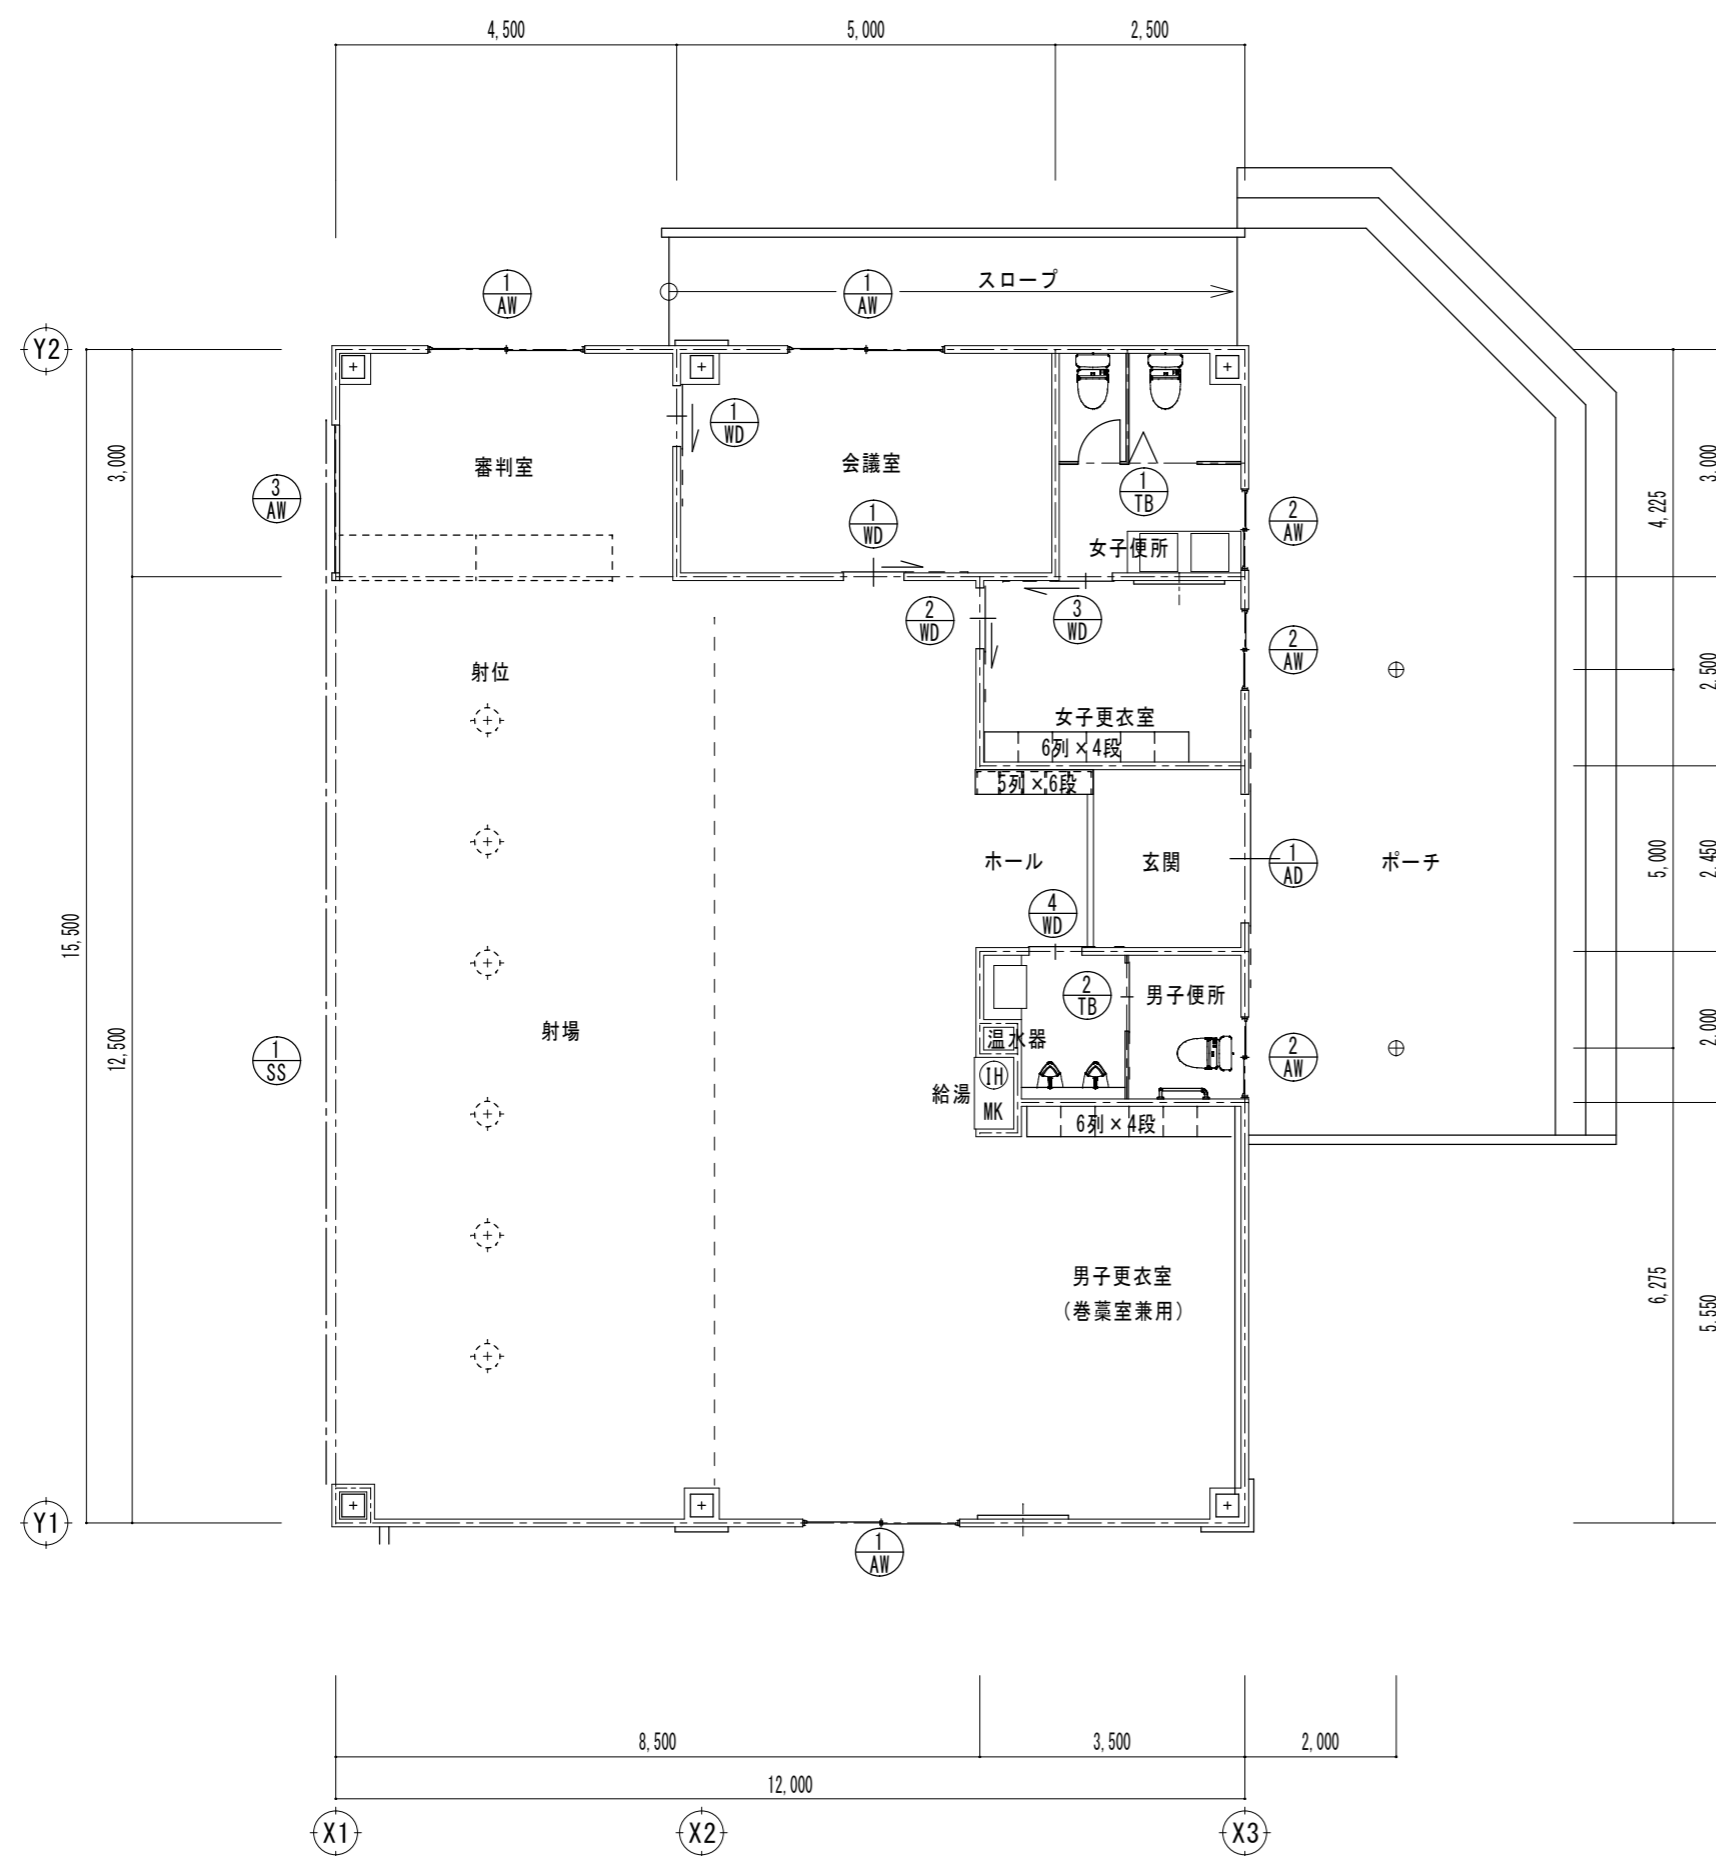 4,500
5,000
2,500
スロープ
1
AW
1
AW
Y2
審判室
1
WD
会議室
3,000
3,000
4,225
3
AW
1
TB
2
AW
1
WD
女子便所
2
WD
3
WD
2
AW
射位
2,500
女子更衣室
6列×4段
5列×6段
ホール
玄関
1
AD
ポーチ
5,000
2,450
4
WD
15,500
2
TB
男子便所
12,500
射場
温水器
2,000
1
SS
IH
給湯
MK
2
AW
6列×4段
男子更衣室
(巻藁室兼用)
6,275
5,550
Y1
1
AW
8,500
3,500
2,000
12,000
X1
X2
X3